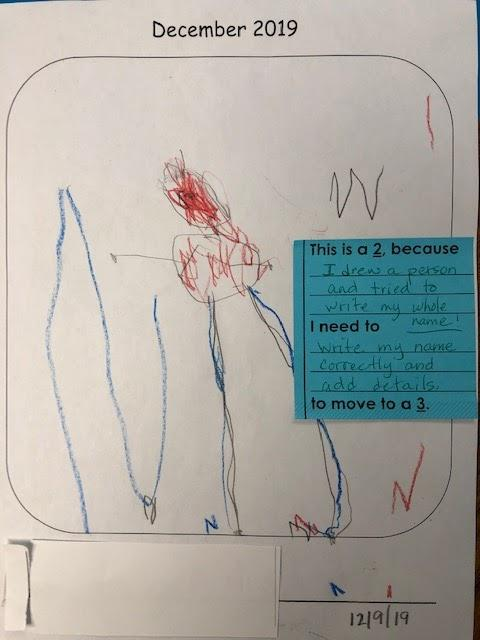 December 2019
W
This is a 2, because
I drew a person
and tried to
write my whole
I need to name!
write my name
correctly and
add details.
to move to a 3.
N
N
12/9/19